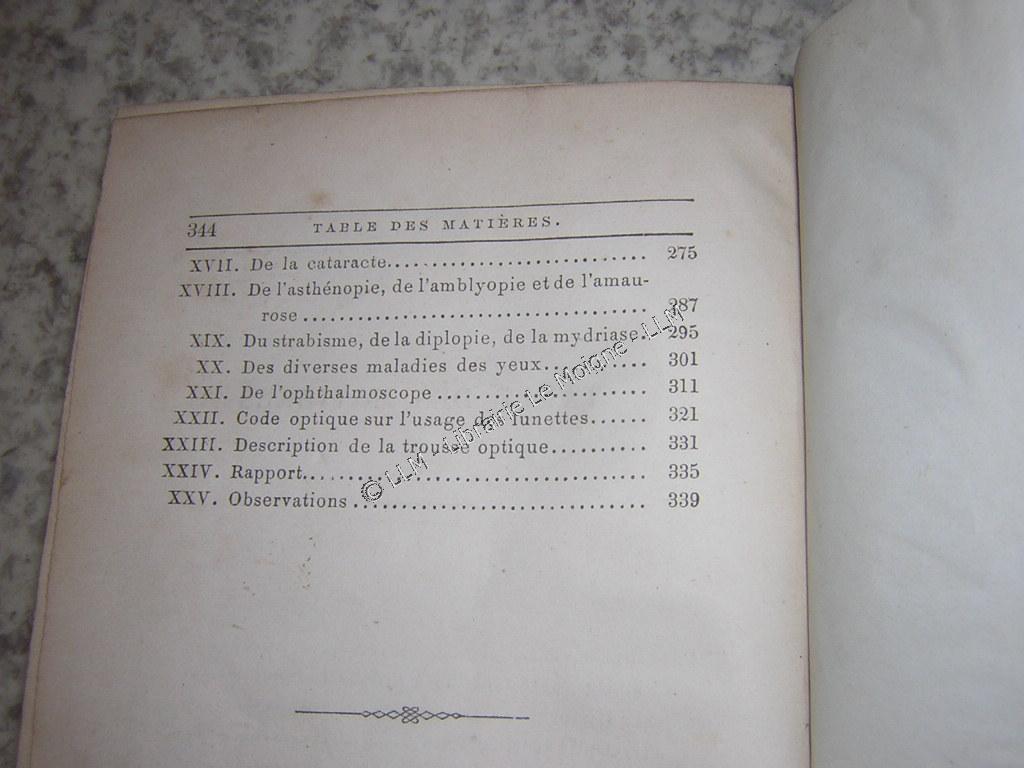 344 TABLE DES MATIÈRES.
XVII. De la cataracte.............................. 275
XVIII. De l'asthénopie, de l'amblyopie et de l'amau-
rose .................................... 287
XIX. Du strabisme, de la diplopie, de la mydriase.. 295
XX. Des diverses maladies des yeux........... 301
XXI. De l'ophthalmoscope ...................... 311
XXII. Code optique sur l'usage des lunettes...... 321
XXIII. Description de la trousse optique.......... 331
XXIV. Rapport................................... 335
XXV. Observations .............................. 339
© LLM - Librairie Le Moigne - LLM